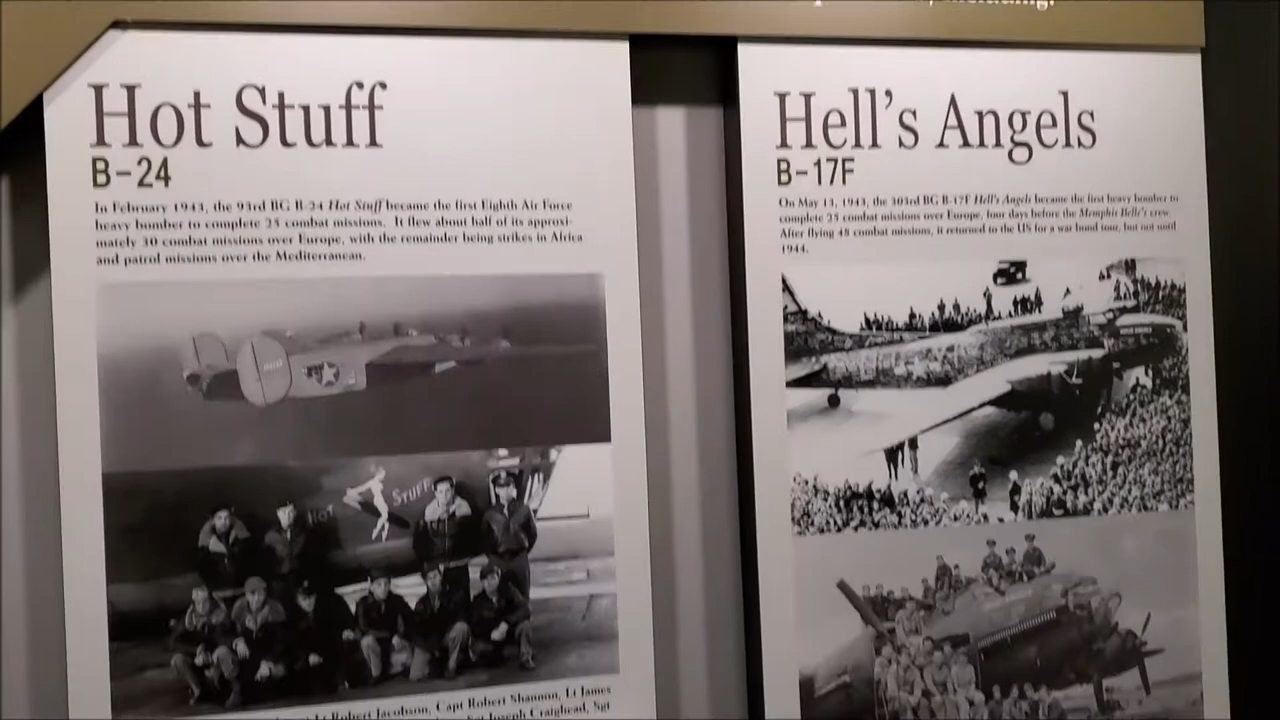 including:
Hot Stuff
B-24
In February 1943, the 93rd BG B-24 Hot Stuff became the first Eighth Air Force
heavy bomber to complete 25 combat missions. It flew about half of its approxi-
mately 30 combat missions over Europe, with the remainder being strikes in Africa
and patrol missions over the Mediterranean.
HOT STUFF
Lt Robert Jacobson, Capt Robert Shannon, Lt James
Sgt Joseph Craighead, Sgt
Hell's Angels
B-17F
On May 13, 1943, the 303rd BG B-17F Hell's Angels became the first heavy bomber to
complete 25 combat missions over Europe, four days before the Memphis Belle's crew.
After flying 48 combat missions, it returned to the US for a war bond tour, but not until
1944.